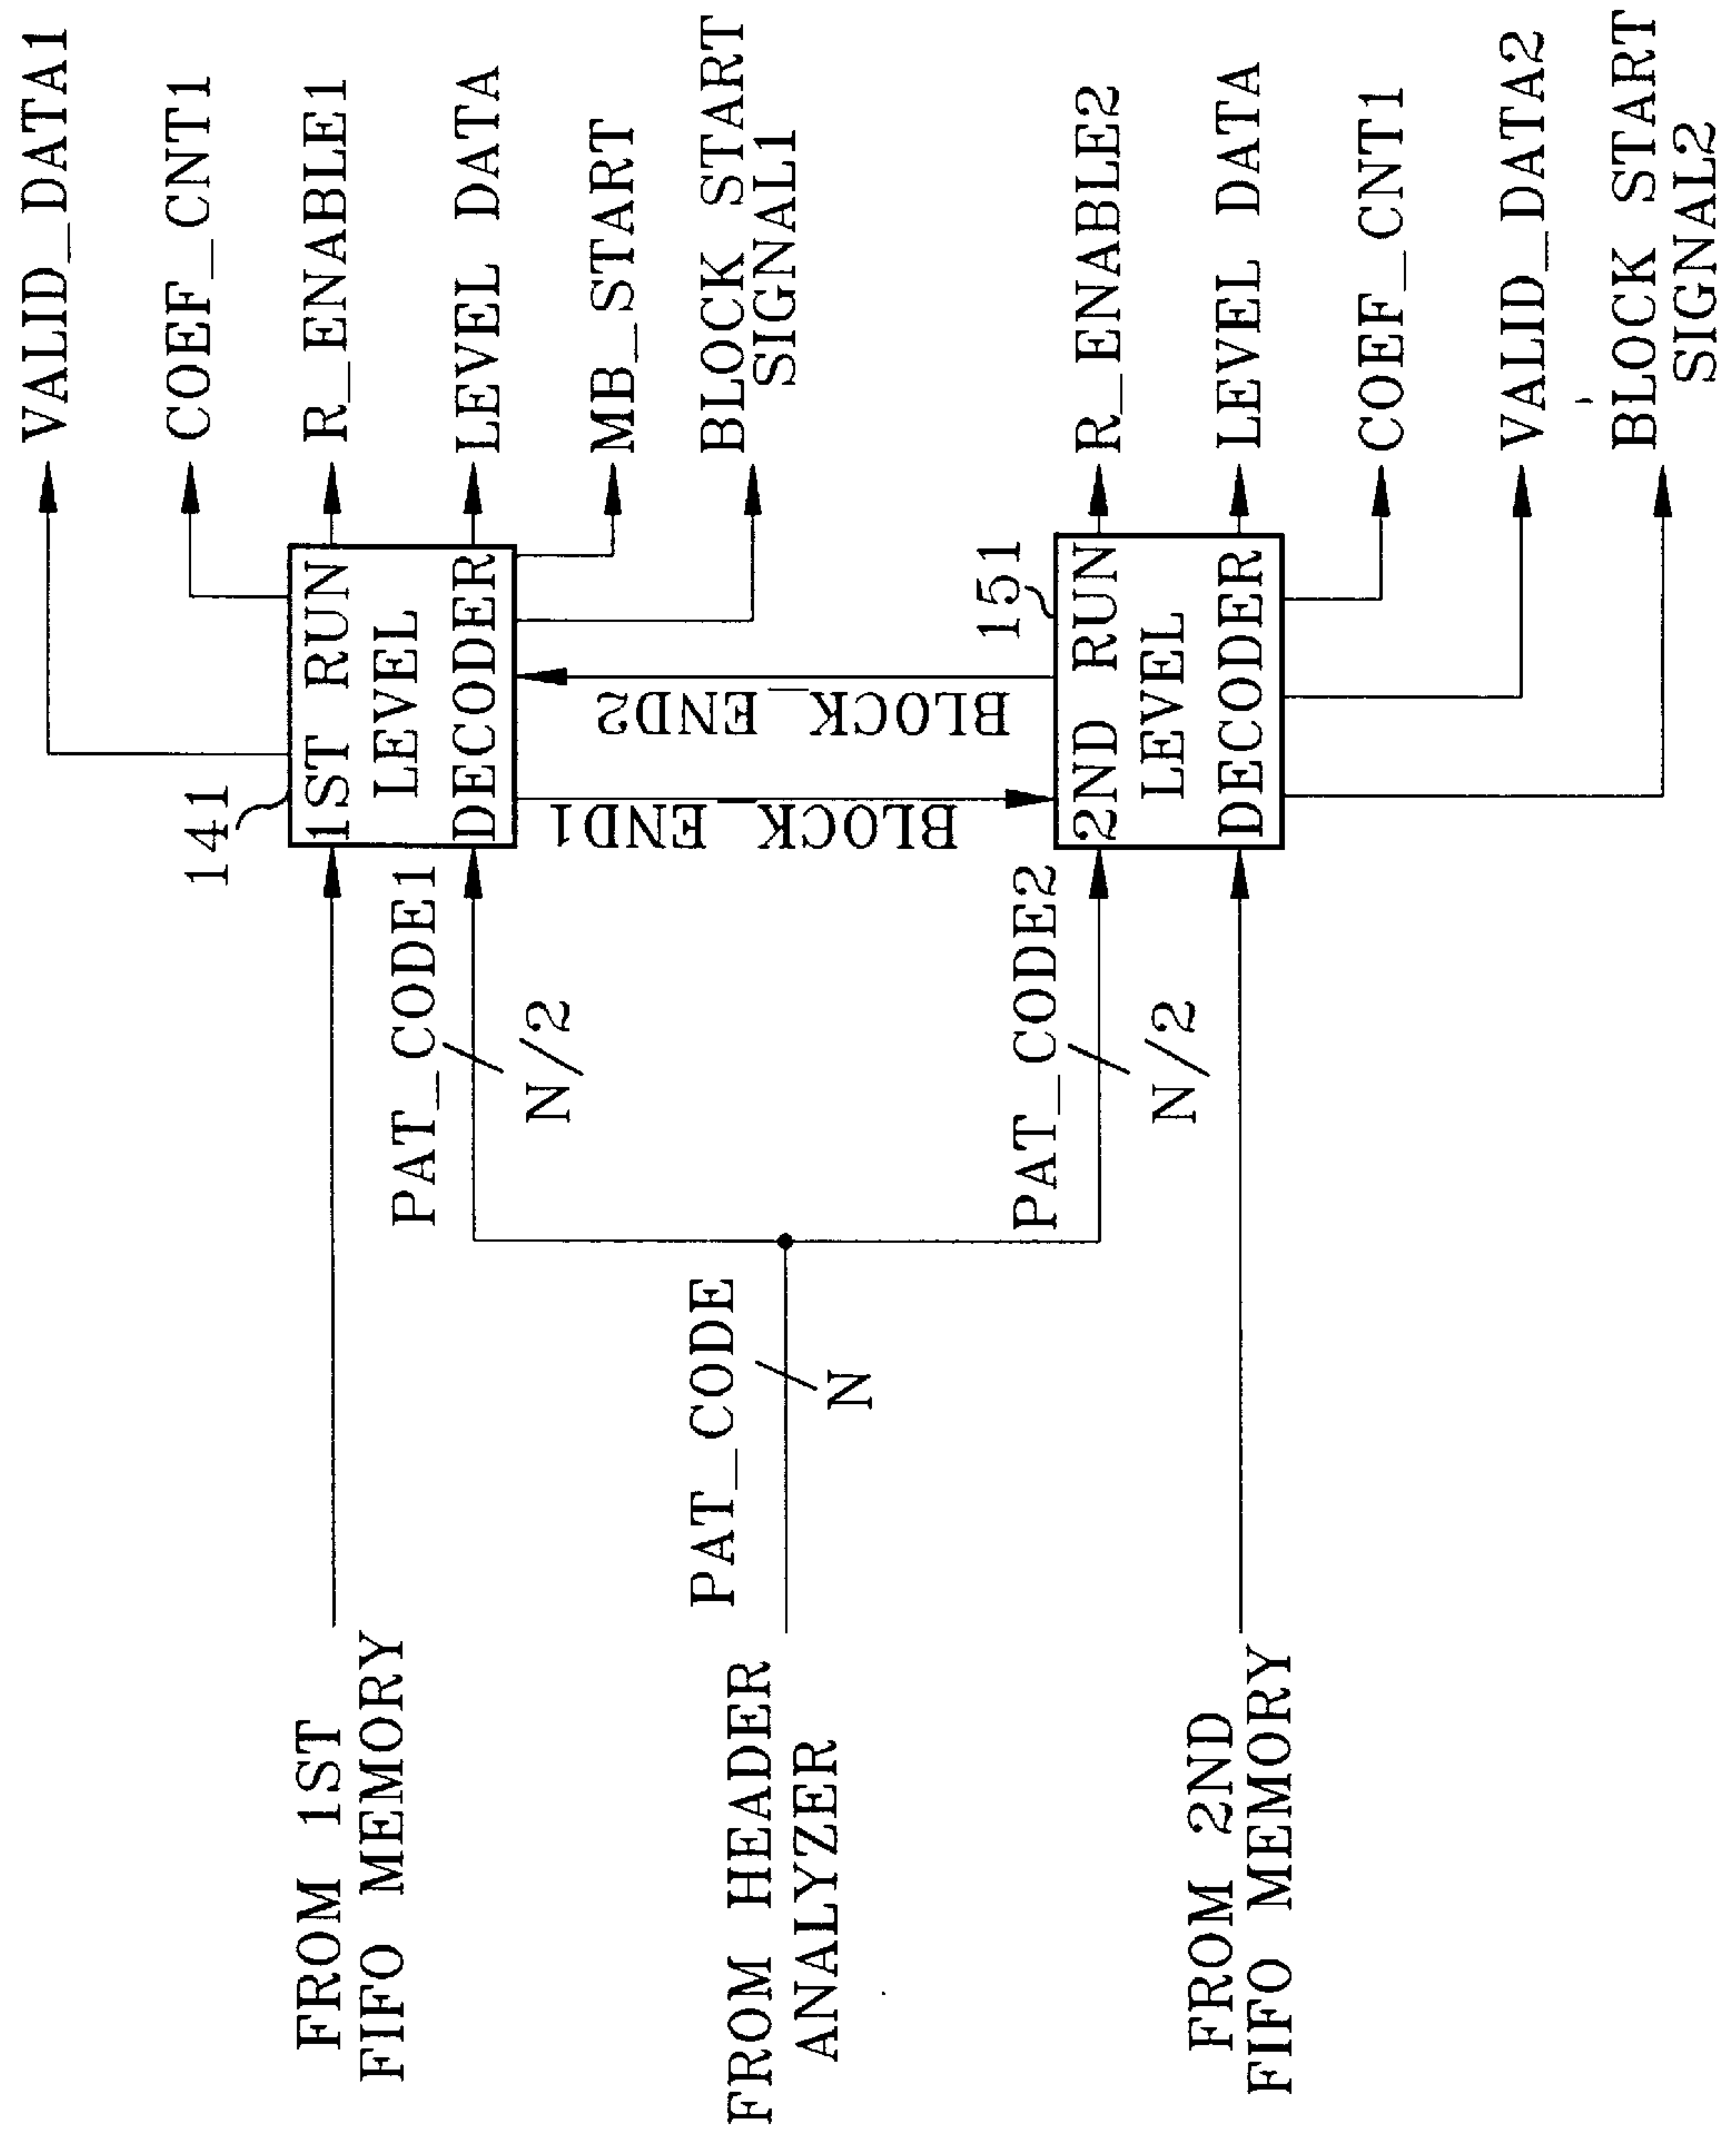 VALID_DATA1
COEF_CNT1
141
FROM 1ST
FIFO MEMORY
1ST RUN
LEVEL
DECODER
R_ENABLE1
PAT_CODE1
N/2
LEVEL DATA
MB_START
BLOCK START
SIGNAL1
BLOCK_END1
BLOCK_END2
FROM HEADER
ANALYZER
PAT_CODE
N
PAT_CODE2
N/2
151
2ND RUN
LEVEL
DECODER
R_ENABLE2
FROM 2ND
FIFO MEMORY
LEVEL DATA
COEF_CNT1
VALID_DATA2
BLOCK START
SIGNAL2